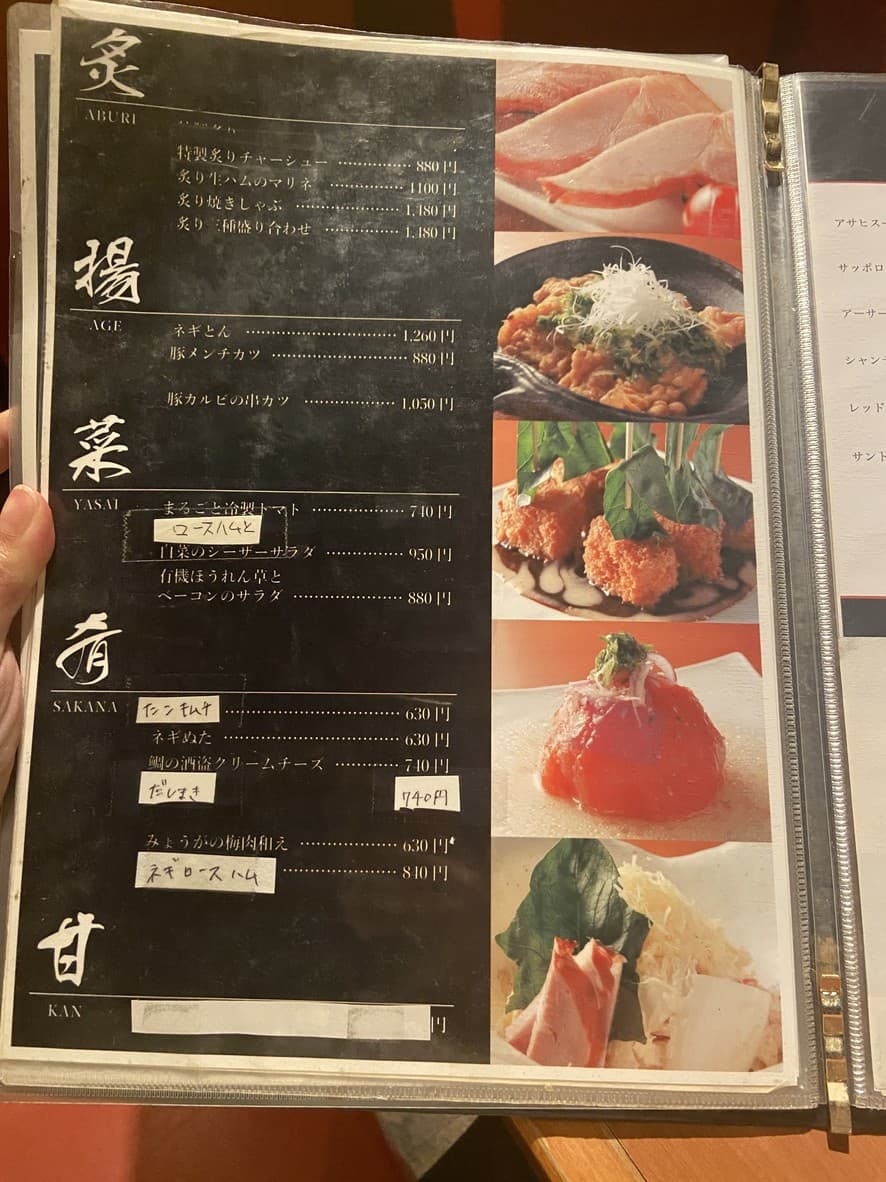 炙
ABURI
特製炙りチャーシュー ………… 880円
炙り生ハムのマリネ ………… 1100円
炙り焼きしゃぶ ………… 1,480円
炙り三種盛り合わせ ………… 1,480円
揚
AGE
ネギとん ………… 1,260円
豚メンチカツ ………… 880円
豚カルビの串カツ ………… 1,050円
菜
YASAI
まるごと冷製トマト ………… 740円
ロースハムと
白菜のシーザーサラダ ………… 950円
有機ほうれん草と
ベーコンのサラダ ………… 880円
肴
SAKANA
タンキムチ ………… 630円
ネギぬた ………… 630円
鯛の酒盗クリームチーズ ………… 740円
だしまき 740円
みょうがの梅肉和え ………… 630円
ネギロースハム ………… 840円
甘
KAN
円
アサヒスー
サッポロ
アーサー
シャン
レッド
サント